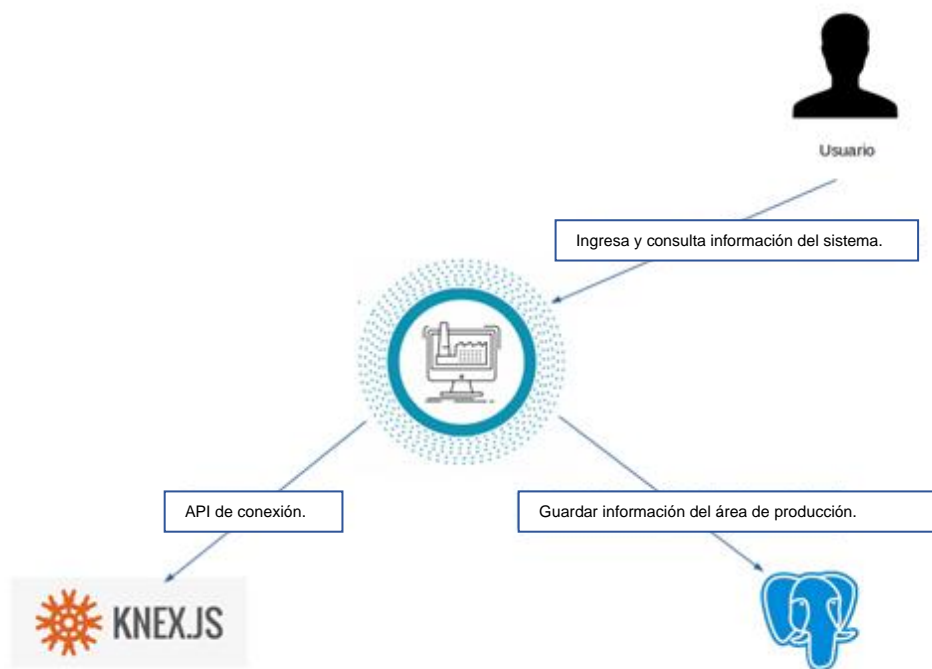 Usuario
Ingresa y consulta información del sistema.
API de conexión.
Guardar información del área de producción.
KNEX.JS